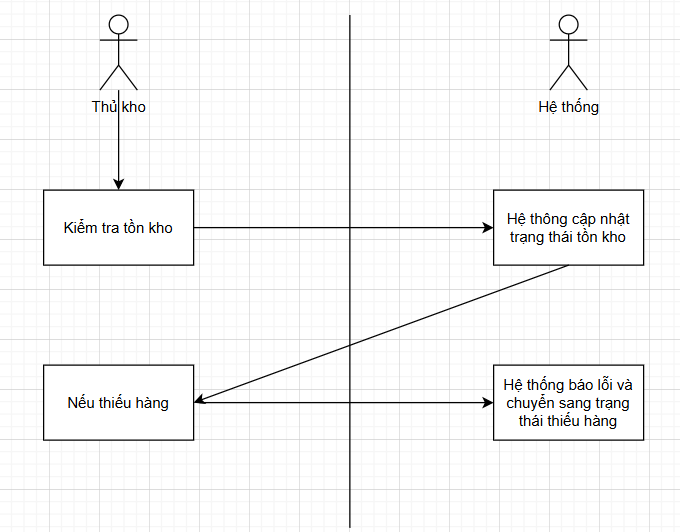 Thủ kho
Hệ thống
Kiểm tra tồn kho
Hệ thông cập nhật
trạng thái tồn kho
Nếu thiếu hàng
Hệ thống báo lỗi và
chuyển sang trạng
thái thiếu hàng